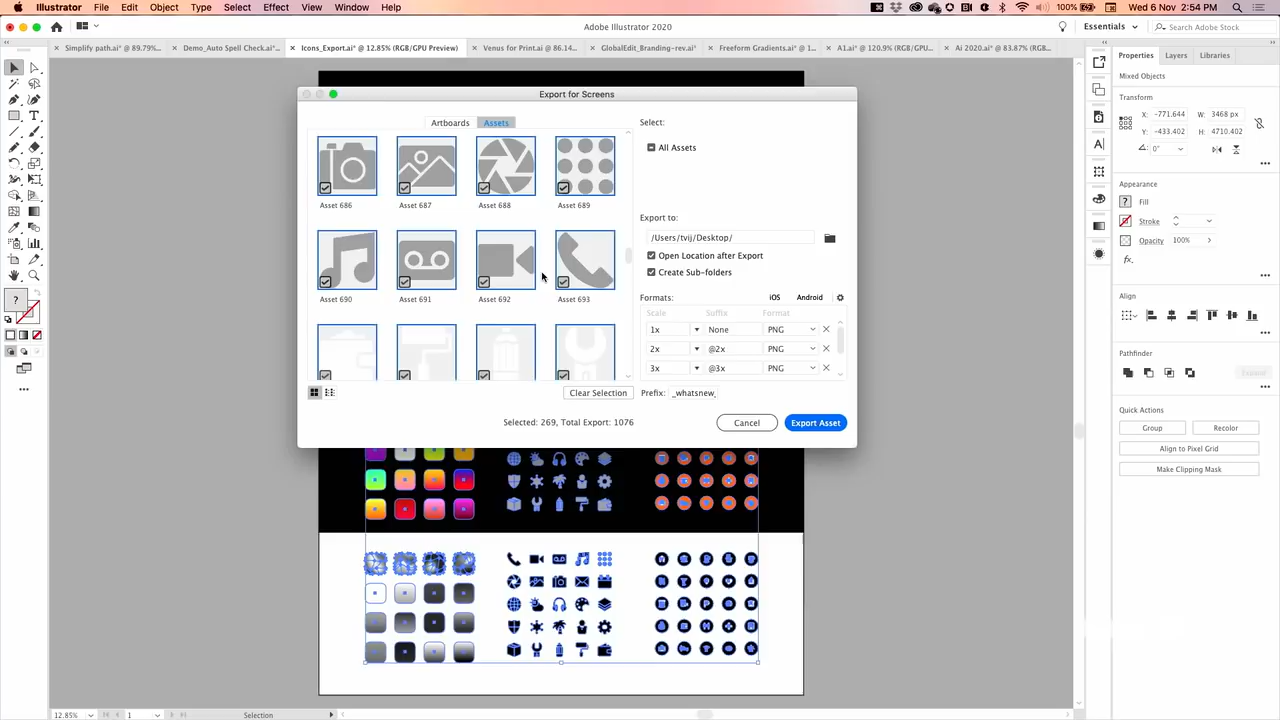 Illustrator File Edit Object Type Select Effect View Window Help 100% Wed 6 Nov 2:54 PM
Adobe Illustrator 2020
Essentials
Search Adobe Stock
Simplify path.ai* @ 89.79%... Demo_Auto Spell Check.ai*... Icons_Export.ai* @ 12.85% (RGB/GPU Preview) Venus for Print.ai @ 86.14... GlobalEdit_Branding-rev.ai* Freeform Gradients.ai* @ 1... A1.ai* @ 120.9% (RGB/GPU... Ai 2020.ai* @ 83.87% (RGB...
Export for Screens
Artboards Assets
Asset 686 Asset 687 Asset 688 Asset 689
Asset 690 Asset 691 Asset 692 Asset 693
Clear Selection
Selected: 269, Total Export: 1076
Select:
All Assets
Export to:
/Users/tvij/Desktop/
Open Location after Export
Create Sub-folders
Formats: iOS Android
Scale Suffix Format
1x None PNG
2x @2x PNG
3x @3x PNG
Prefix: _whatsnew_
Cancel Export Asset
Properties Layers Libraries
Mixed Objects
Transform
X: -771.644 W: 3468 px
Y: -433.402 H: 4710.402
0°
Appearance
? Fill
Stroke
Opacity 100%
fx.
Align
Pathfinder
Expand
Quick Actions
Group Recolor
Align to Pixel Grid
Make Clipping Mask
?
12.85% 1 Selection